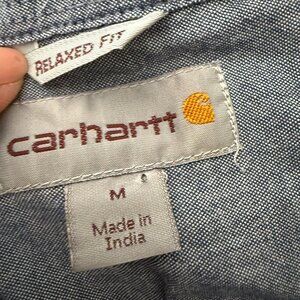 RELAXED FIT
carhartt
M
Made in
India